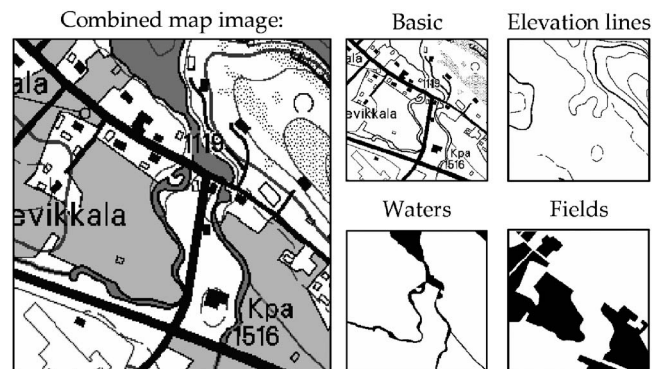 Combined map image:
Basic
Elevation lines
ala
1119
evikkala
Kpa
1516
ala
1119
evikkala
Kpa
1516
Waters
Fields